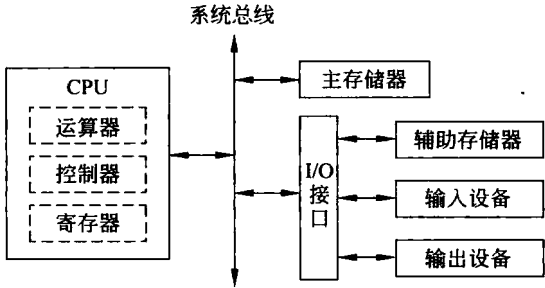 系统总线
CPU
运算器
控制器
寄存器
主存储器
I/O
接
口
辅助存储器
输入设备
输出设备